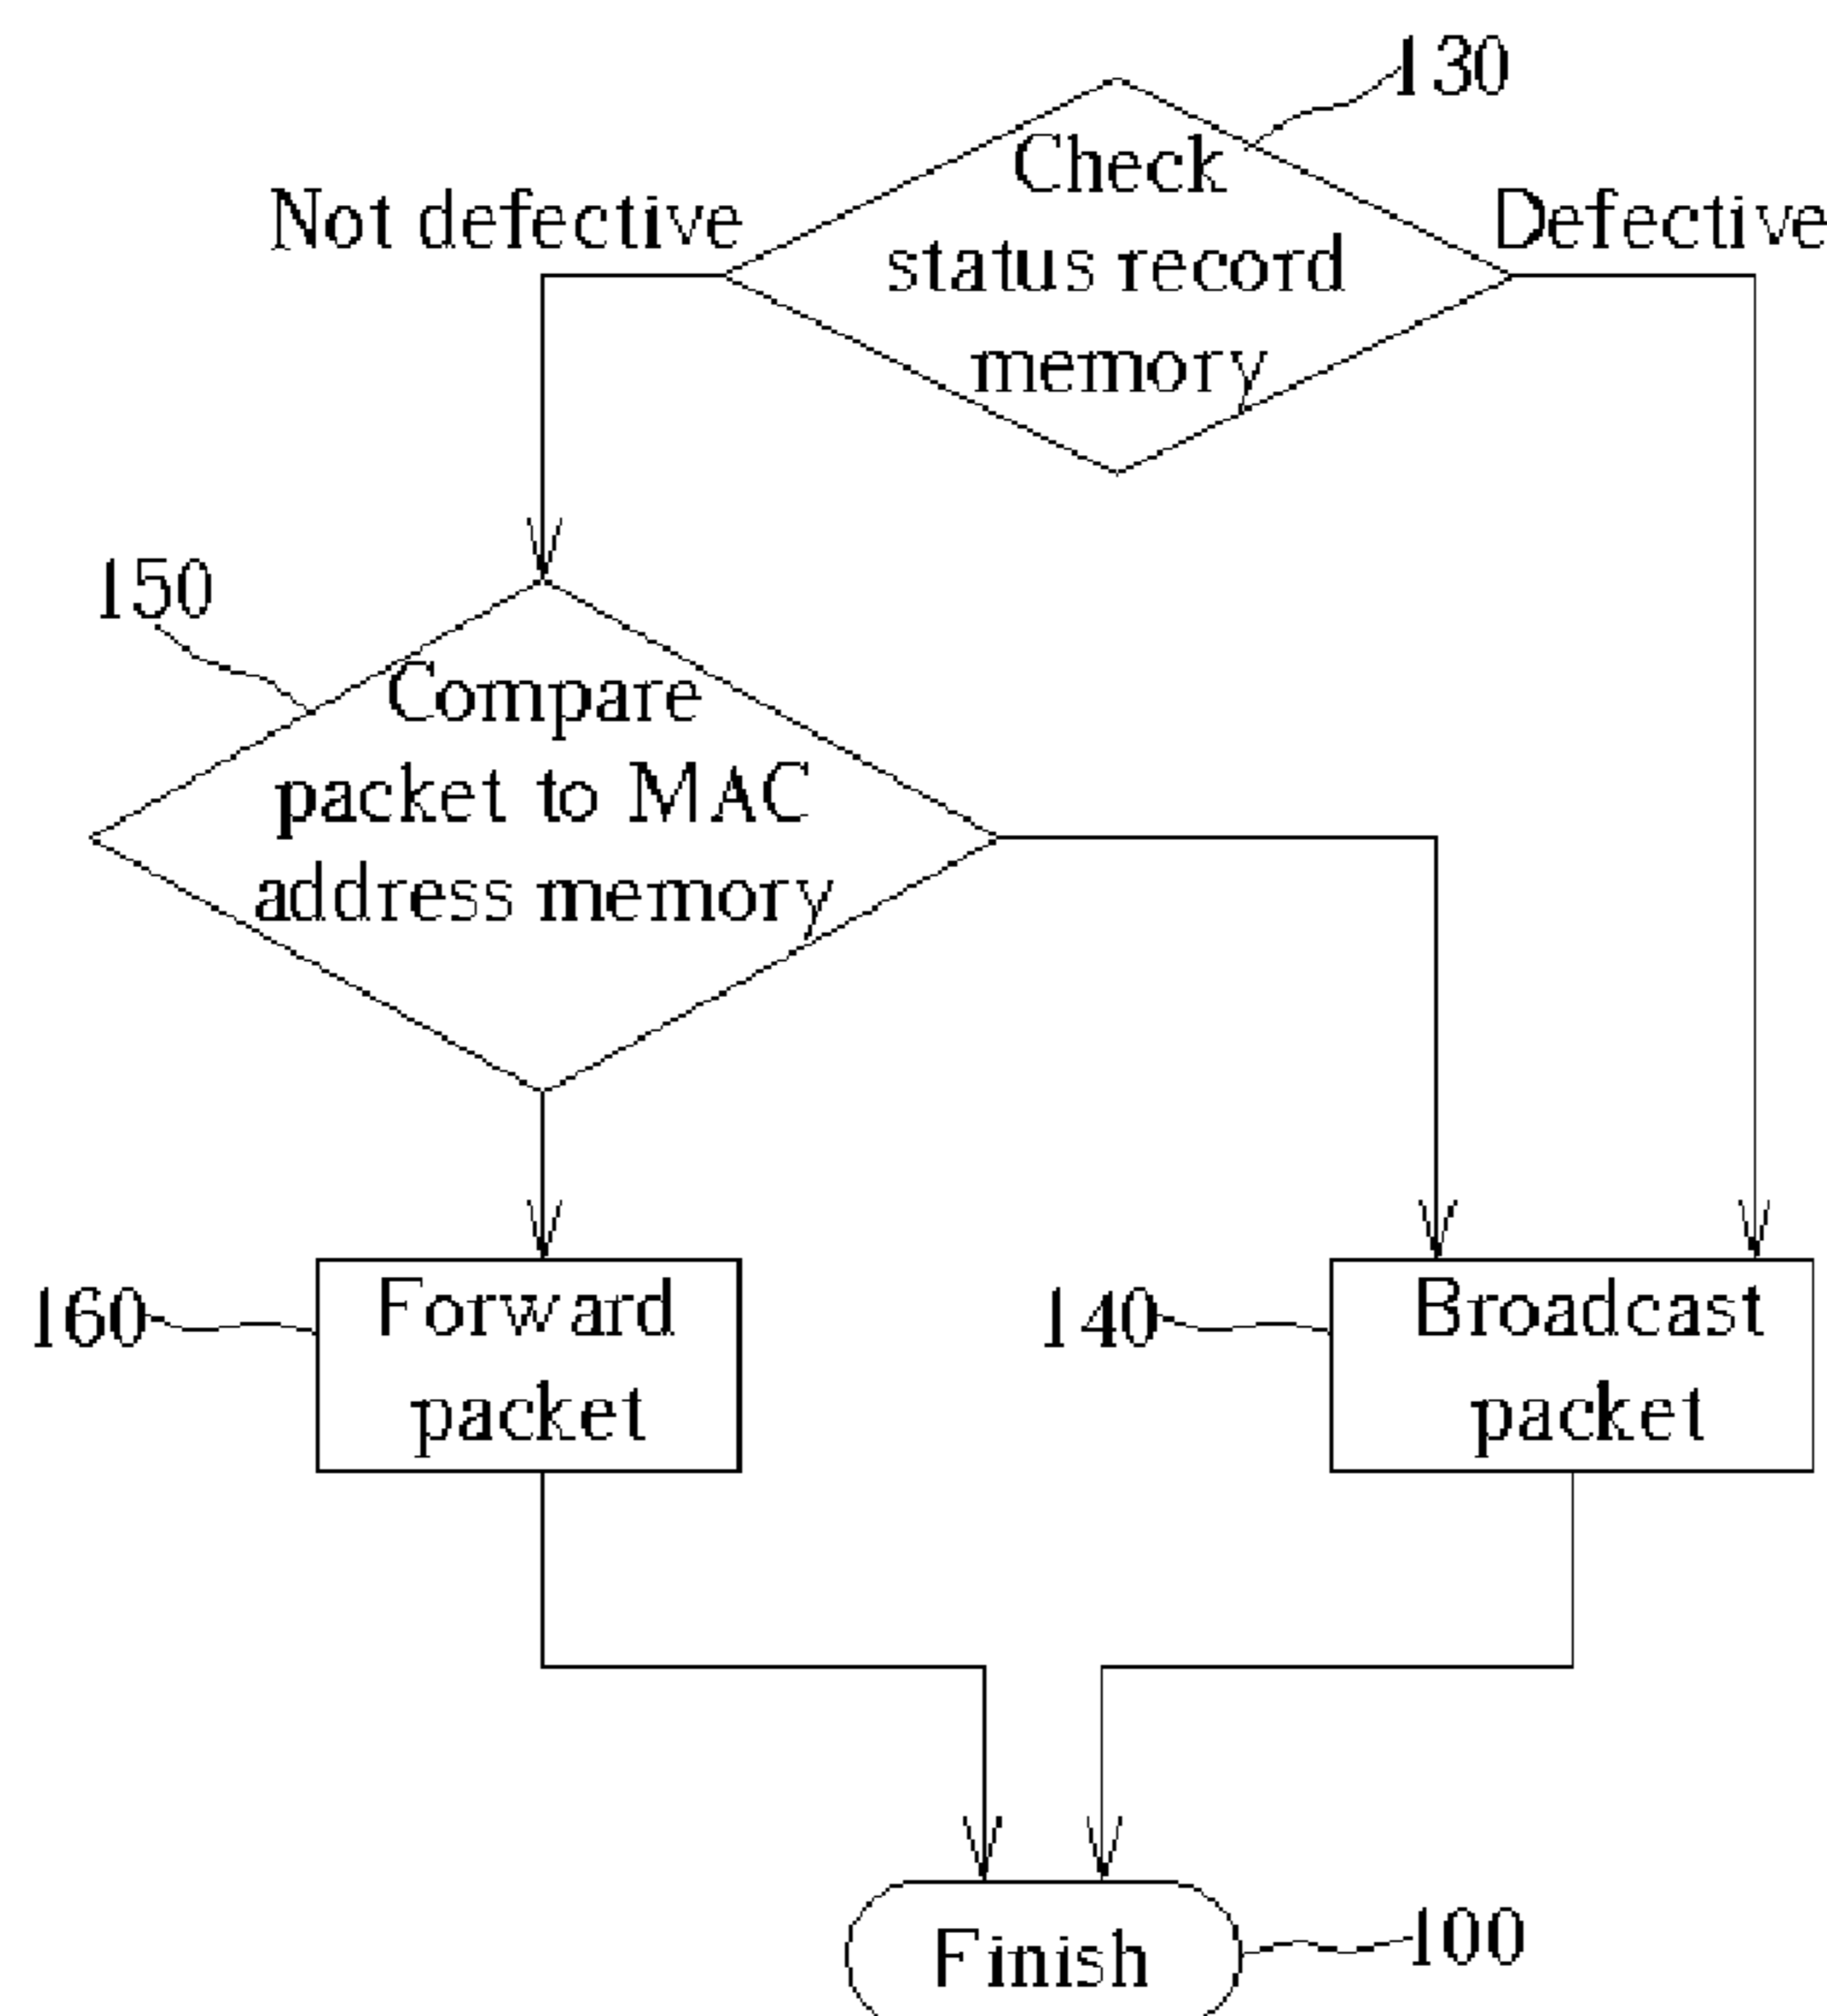 130
Check
status record
memory
Not defective
Defective
150
Compare
packet to MAC
address memory
160
Forward
packet
140
Broadcast
packet
Finish
100